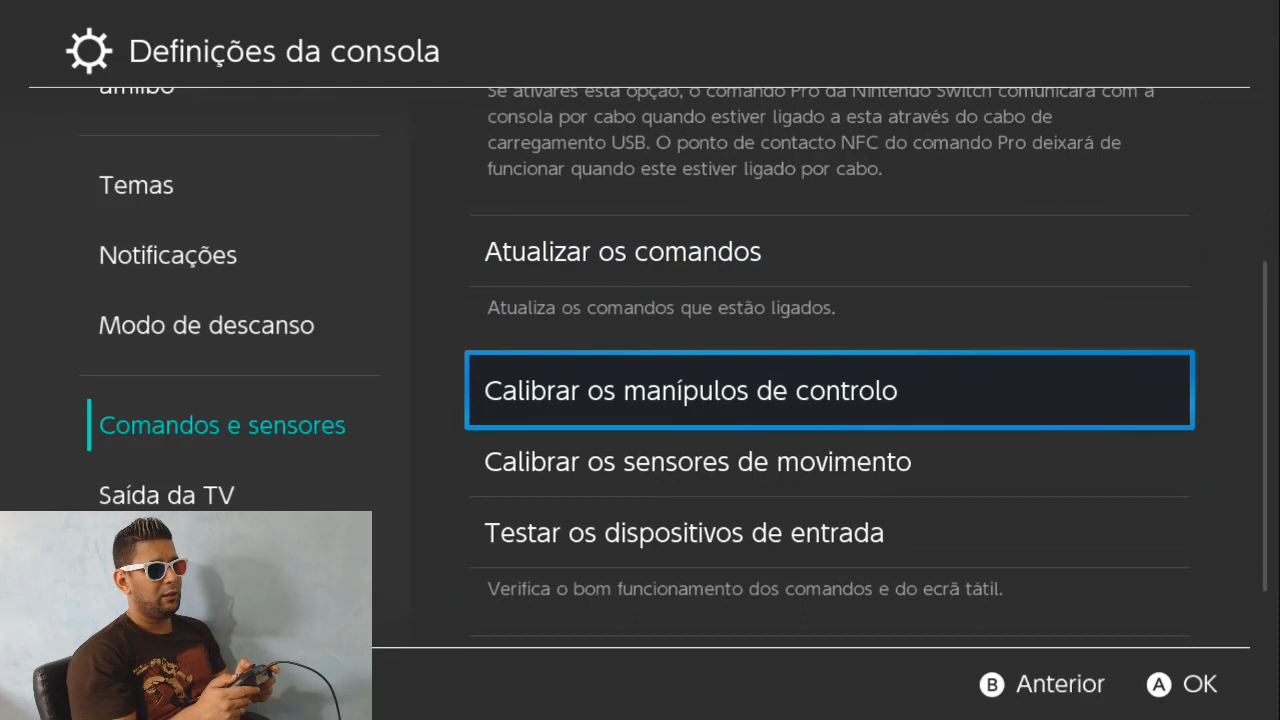 Definições da consola
amiibo
Temas
Notificações
Modo de descanso
Comandos e sensores
Saída da TV
Se ativares esta opção, o comando Pro da Nintendo Switch comunicará com a
consola por cabo quando estiver ligado a esta através do cabo de
carregamento USB. O ponto de contacto NFC do comando Pro deixará de
funcionar quando este estiver ligado por cabo.
Atualizar os comandos
Atualiza os comandos que estão ligados.
Calibrar os manípulos de controlo
Calibrar os sensores de movimento
Testar os dispositivos de entrada
Verifica o bom funcionamento dos comandos e do ecrã tátil.
B Anterior
A OK